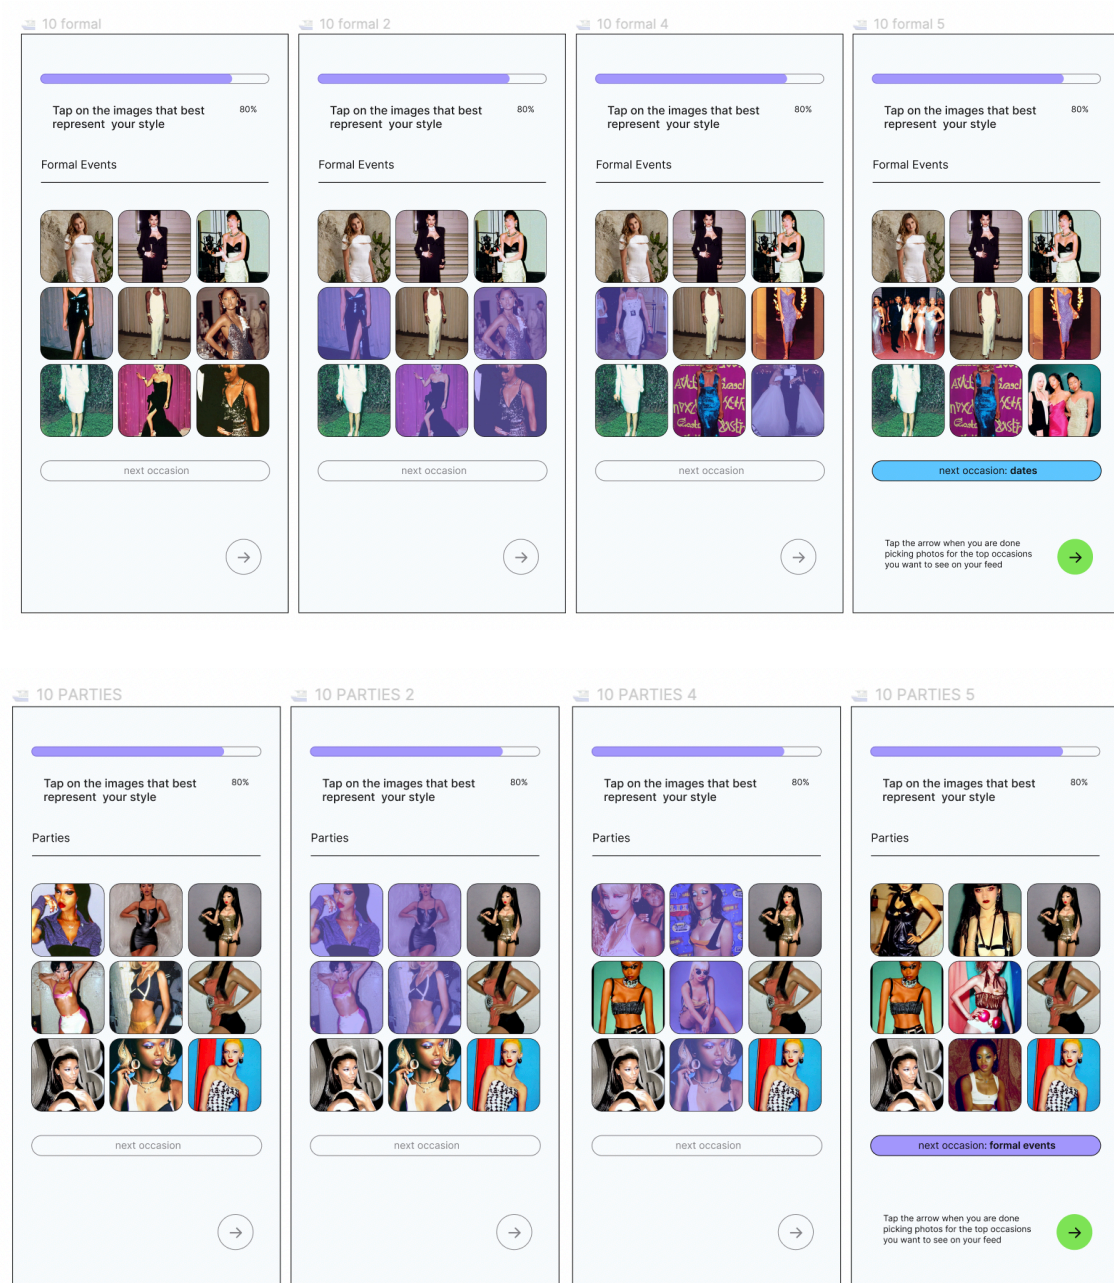 10 formal
10 formal 2
10 formal 4
10 formal 5
80%
Tap on the images that best
represent  your style
Formal Events
next occasion
80%
Tap on the images that best
represent  your style
Formal Events
next occasion
80%
Tap on the images that best
represent  your style
Formal Events
next occasion
80%
Tap on the images that best
represent  your style
Formal Events
next occasion: dates
Tap the arrow when you are done
picking photos for the top occasions
you want to see on your feed
10 PARTIES
10 PARTIES 2
10 PARTIES 4
10 PARTIES 5
80%
Tap on the images that best
represent  your style
Parties
next occasion
80%
Tap on the images that best
represent  your style
Parties
next occasion
80%
Tap on the images that best
represent  your style
Parties
next occasion
80%
Tap on the images that best
represent  your style
Parties
next occasion: formal events
Tap the arrow when you are done
picking photos for the top occasions
you want to see on your feed